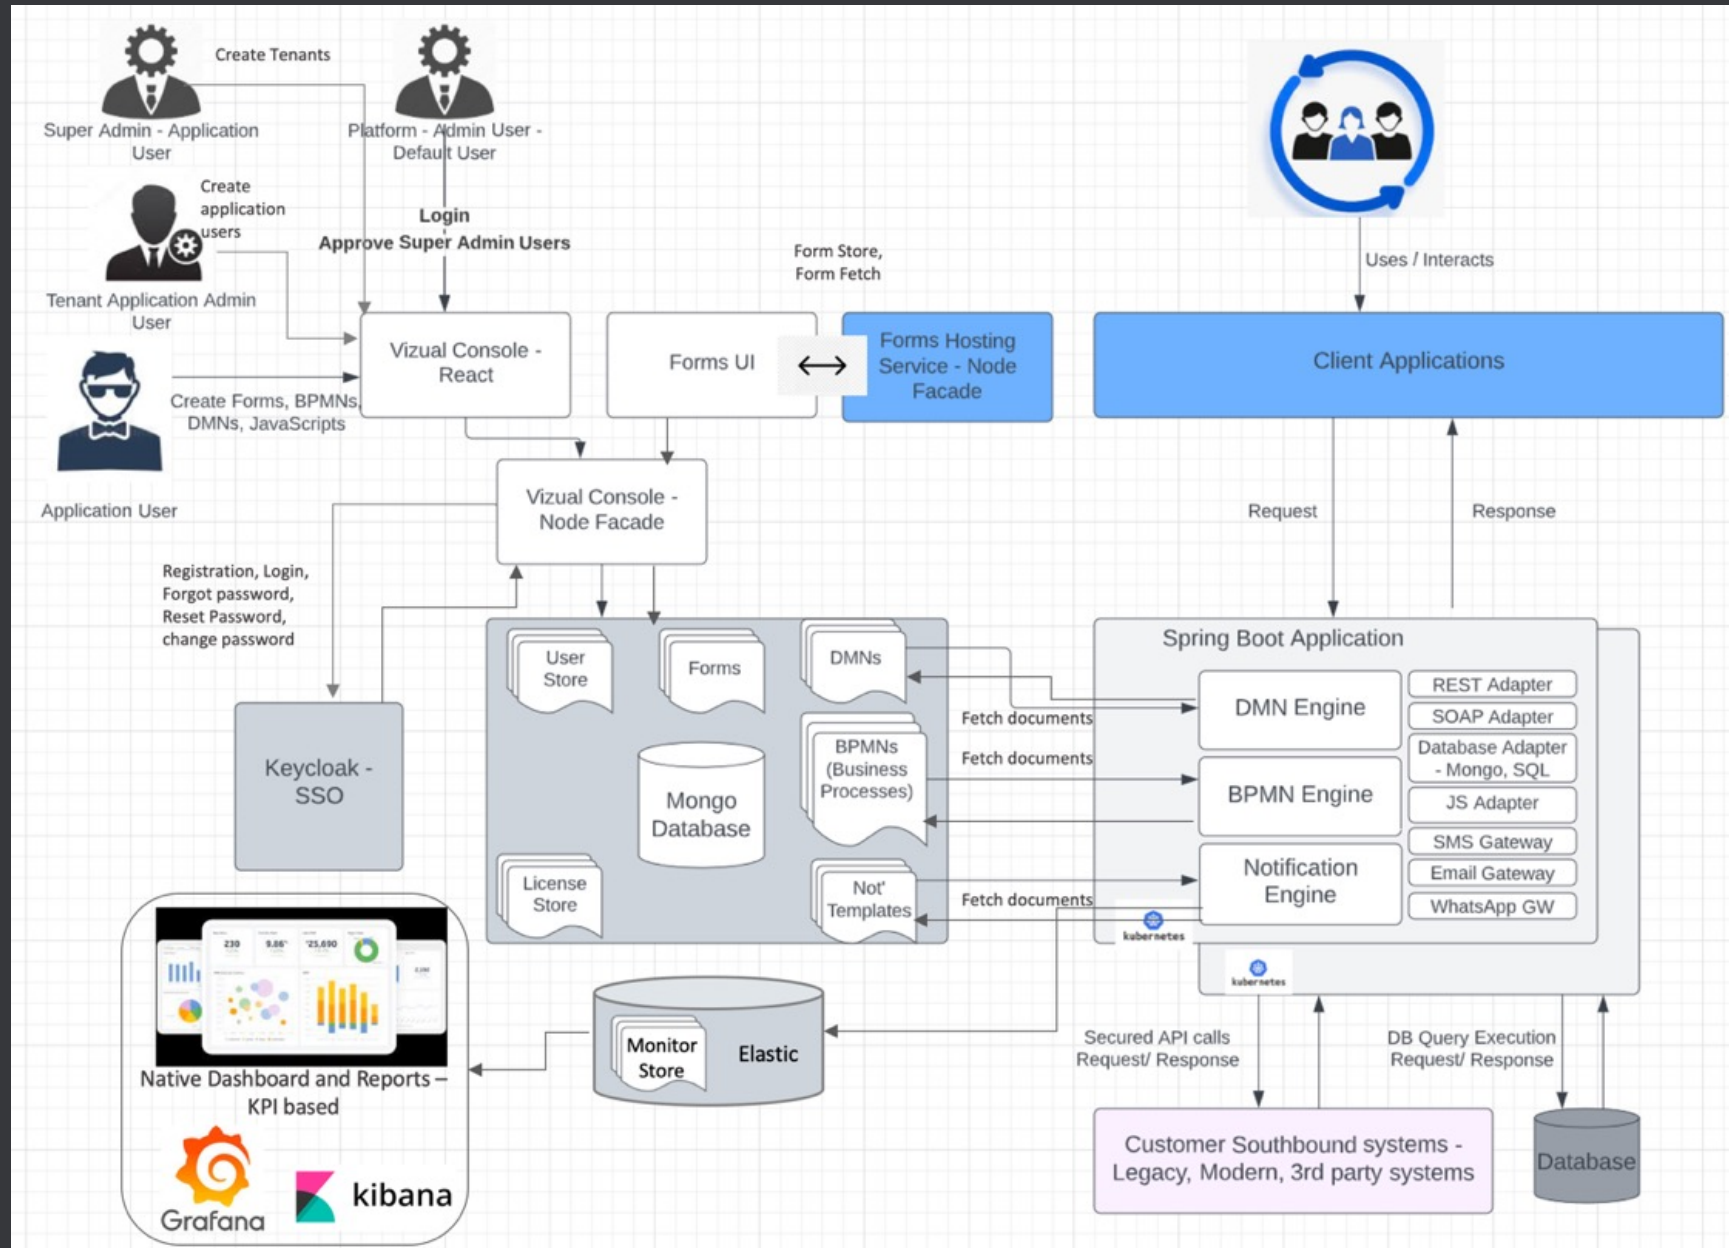 Create Tenants
Super Admin - Application
User
Platform - Admin User -
Default User
Create
application
users
Login
Approve Super Admin Users
Tenant Application Admin
User
Form Store,
Form Fetch
Uses / Interacts
Vizual Console -
React
Forms UI
Forms Hosting
Service - Node
Facade
Client Applications
Create Forms, BPMNs,
DMNs, JavaScripts
Application User
Vizual Console -
Node Facade
Request
Response
Registration, Login,
Forgot password,
Reset Password,
change password
User
Store
Forms
DMNs
Spring Boot Application
DMN Engine
REST Adapter
SOAP Adapter
Fetch documents
Database Adapter
- Mongo, SQL
BPMNs
(Business
Processes)
Fetch documents
BPMN Engine
JS Adapter
Keycloak -
SSO
Mongo
Database
SMS Gateway
Notification
Engine
Email Gateway
WhatsApp GW
License
Store
Not'
Templates
Fetch documents
kubernetes
kubernetes
230
9.86
25,690
Monitor
Store
Elastic
Secured API calls
Request/ Response
DB Query Execution
Request/ Response
Native Dashboard and Reports –
KPI based
Grafana
kibana
Customer Southbound systems -
Legacy, Modern, 3rd party systems
Database